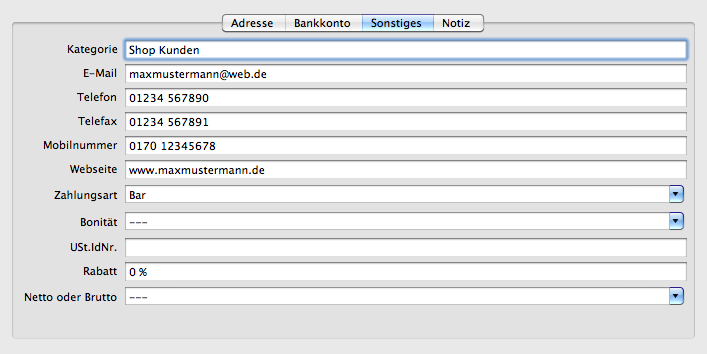 Adresse Bankkonto Sonstiges Notiz
Kategorie Shop Kunden
E-Mail maxmustermann@web.de
Telefon 01234 567890
Telefax 01234 567891
Mobilnummer 0170 12345678
Webseite www.maxmustermann.de
Zahlungsart Bar
Bonität ---
USt.IdNr.
Rabatt 0 %
Netto oder Brutto ---